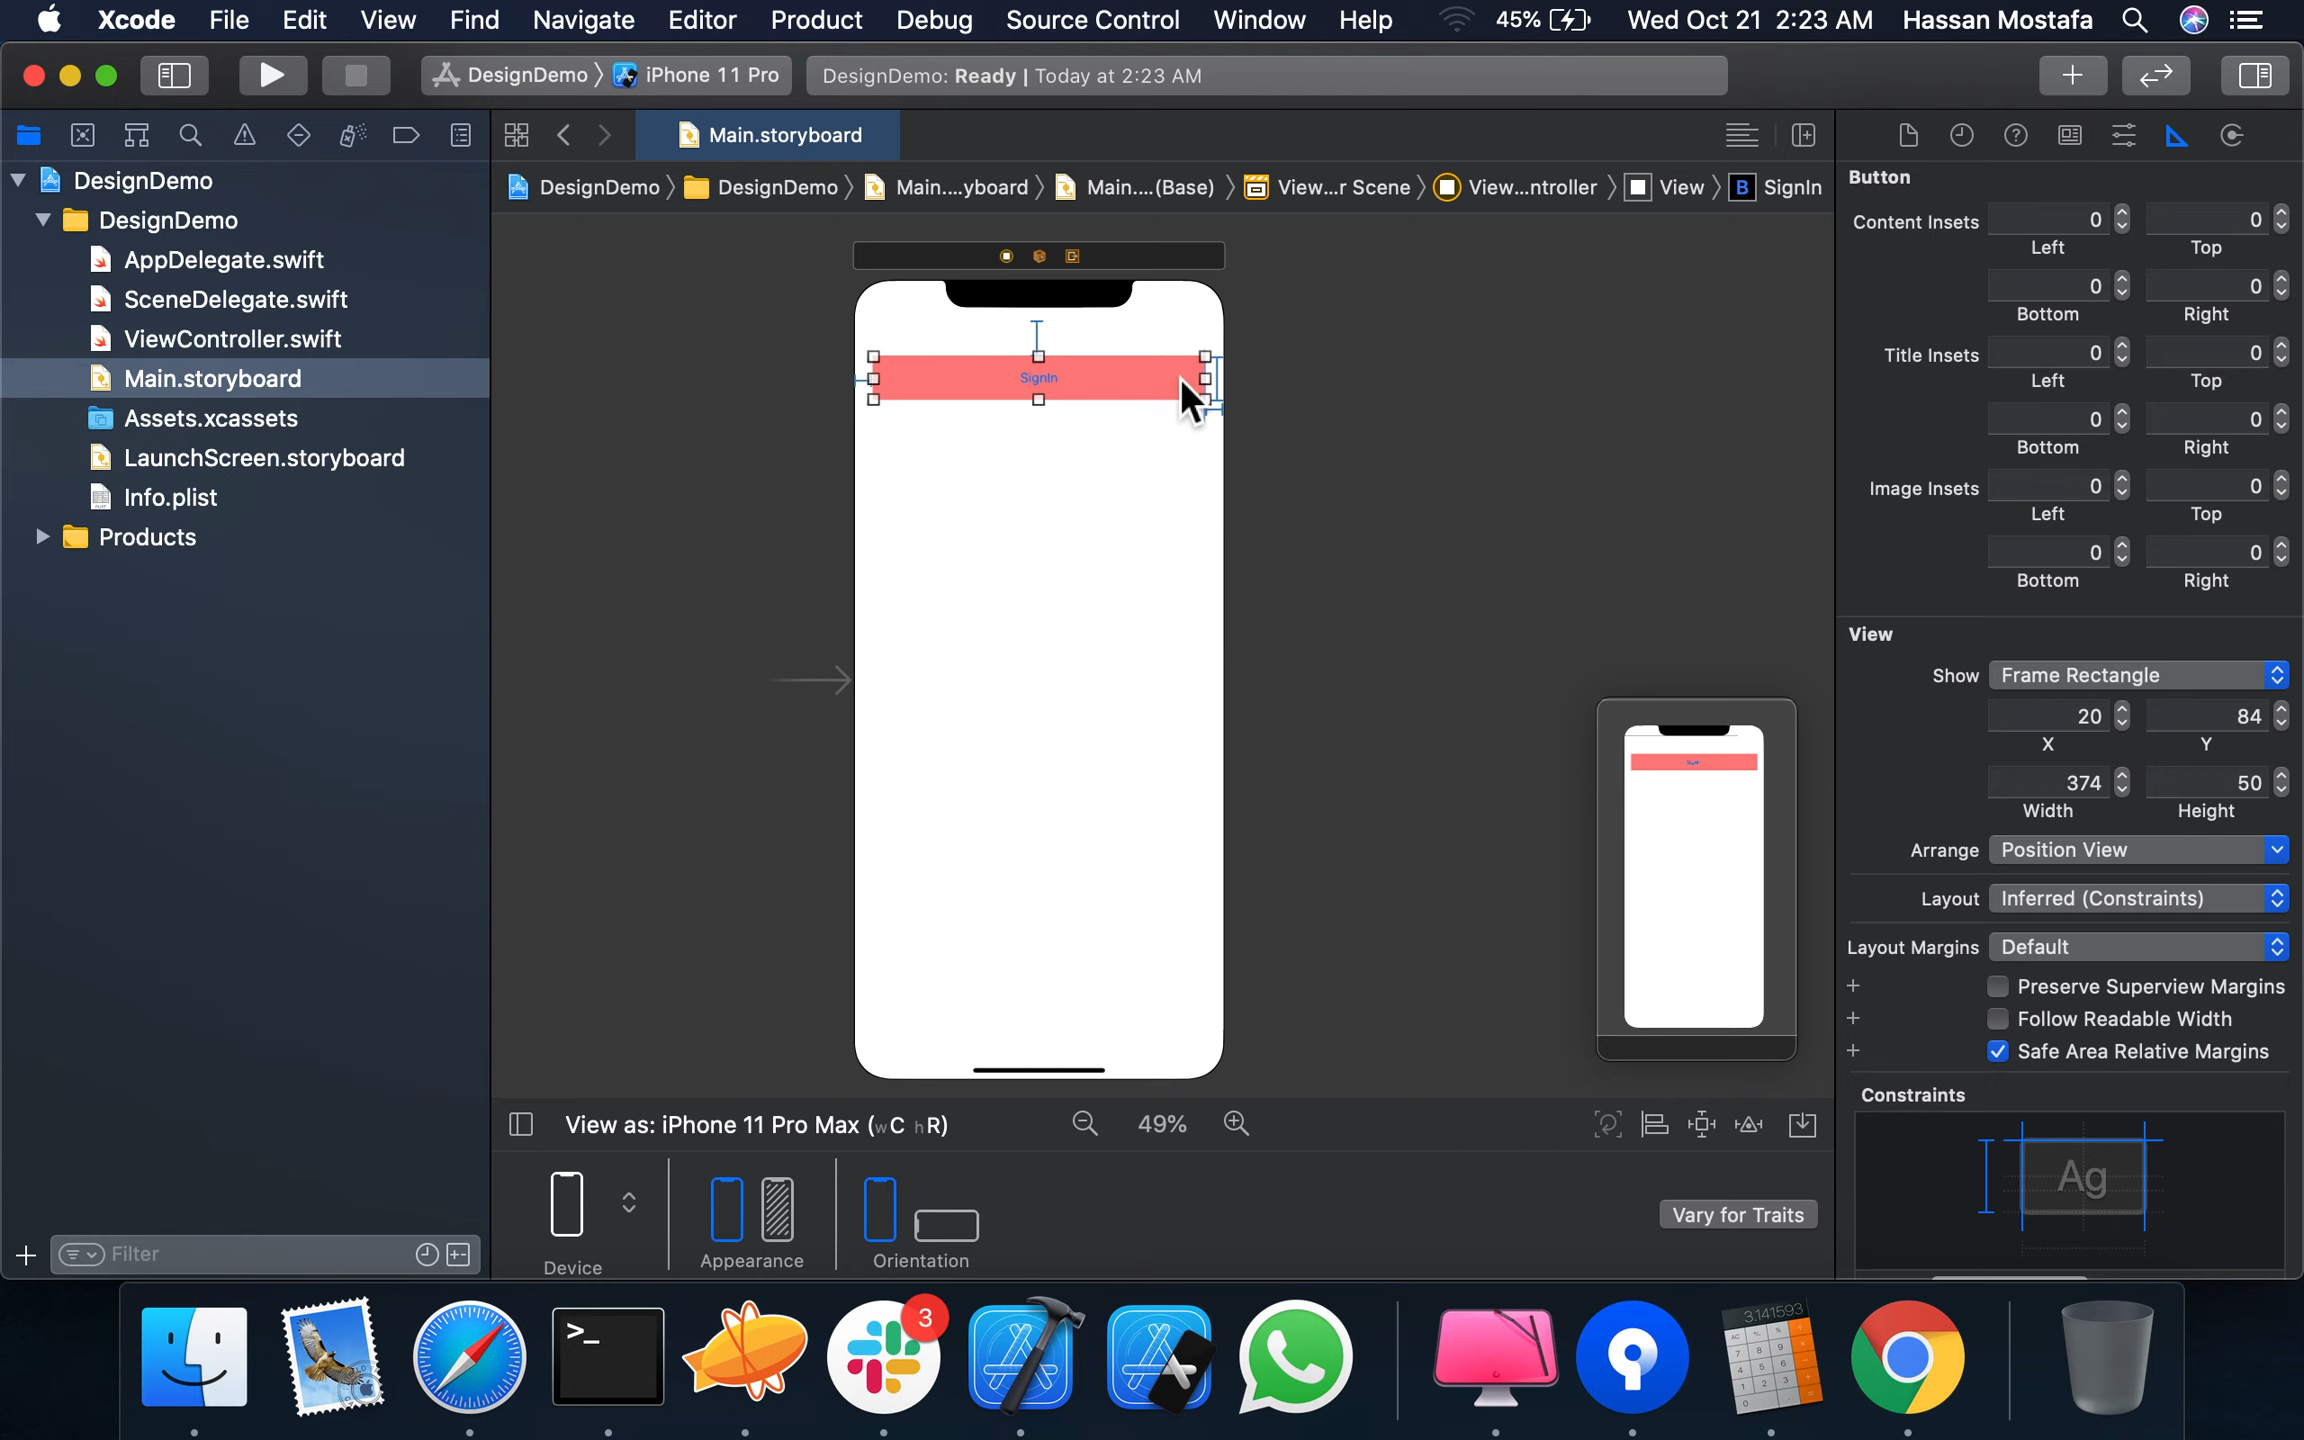 Xcode File Edit View Find Navigate Editor Product Debug Source Control Window Help 45% Wed Oct 21 2:23 AM Hassan Mostafa
DesignDemo iPhone 11 Pro
DesignDemo: Ready | Today at 2:23 AM
Main.storyboard
DesignDemo DesignDemo Main....yboard Main....(Base) View...r Scene View...ntroller View B SignIn
DesignDemo
DesignDemo
AppDelegate.swift
SceneDelegate.swift
ViewController.swift
Main.storyboard
Assets.xcassets
LaunchScreen.storyboard
Info.plist
Products
Filter
SignIn
SignIn
View as: iPhone 11 Pro Max (wC hR)
49%
Device
Appearance
Orientation
Vary for Traits
Button
Content Insets 0 0
Left Top
0 0
Bottom Right
Title Insets 0 0
Left Top
0 0
Bottom Right
Image Insets 0 0
Left Top
0 0
Bottom Right
View
Show Frame Rectangle
20 84
X Y
374 50
Width Height
Arrange Position View
Layout Inferred (Constraints)
Layout Margins Default
+ Preserve Superview Margins
+ Follow Readable Width
+ Safe Area Relative Margins
Constraints
Ag
>_
3
3.141593